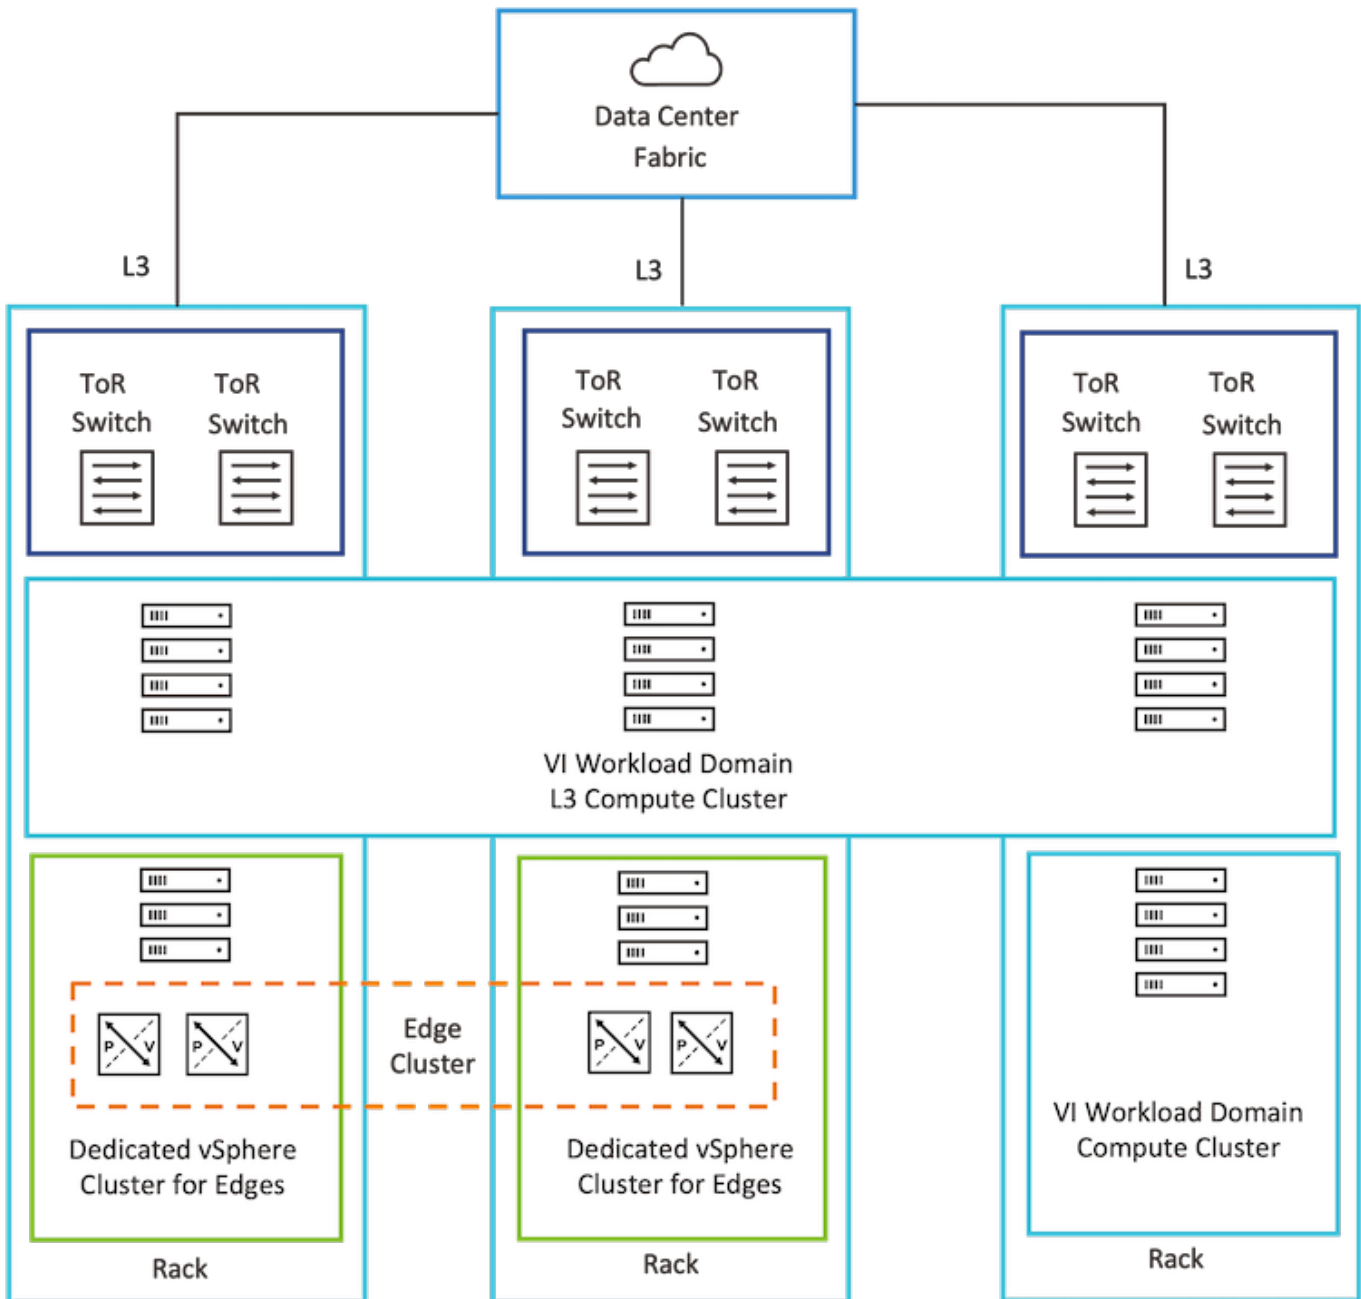 Data Center
Fabric
L3
L3
L3
ToR
Switch
ToR
Switch
ToR
Switch
ToR
Switch
ToR
Switch
ToR
Switch
VI Workload Domain
L3 Compute Cluster
P V
P V
Edge
Cluster
P V
P V
Dedicated vSphere
Cluster for Edges
Dedicated vSphere
Cluster for Edges
VI Workload Domain
Compute Cluster
Rack
Rack
Rack